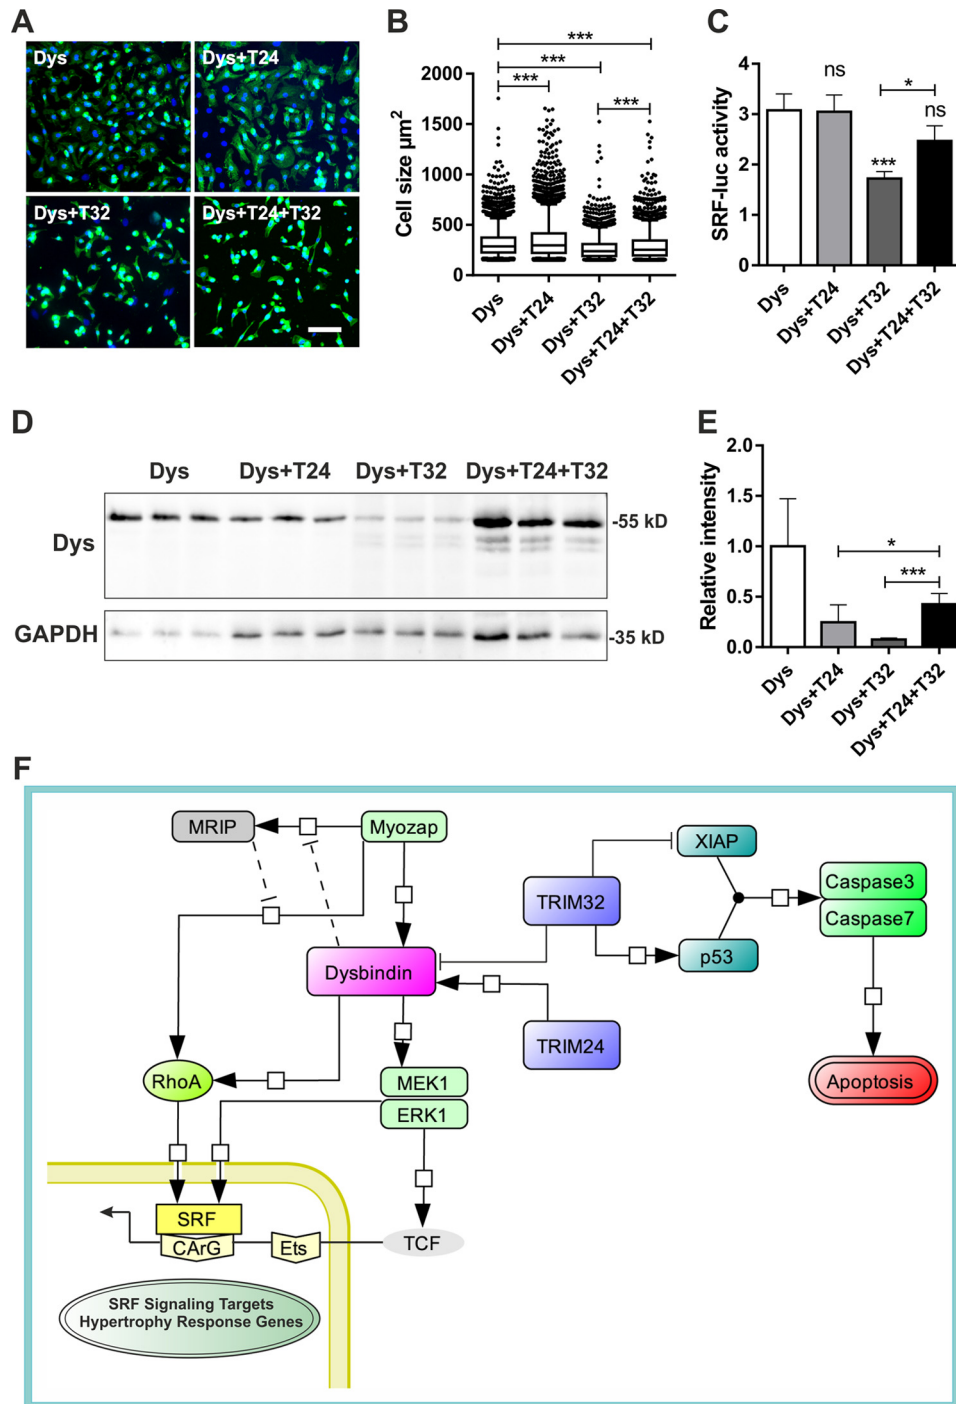 A
Dys
Dys+T24
Dys+T32
Dys+T24+T32
B
Cell size µm²
2000
1500
1000
500
0
***
***
***
***
Dys
Dys+T24
Dys+T32
Dys+T24+T32
C
SRF-luc activity
4
3
2
1
0
ns
***
*
ns
Dys
Dys+T24
Dys+T32
Dys+T24+T32
D
Dys Dys+T24 Dys+T32 Dys+T24+T32
Dys
-55 kD
GAPDH
-35 kD
E
Relative intensity
2.0
1.5
1.0
0.5
0.0
*
***
Dys
Dys+T24
Dys+T32
Dys+T24+T32
F
MRIP
Myozap
XIAP
TRIM32
Caspase3
Caspase7
p53
Dysbindin
TRIM24
RhoA
MEK1
ERK1
Apoptosis
SRF
CArG
Ets
TCF
SRF Signaling Targets
Hypertrophy Response Genes